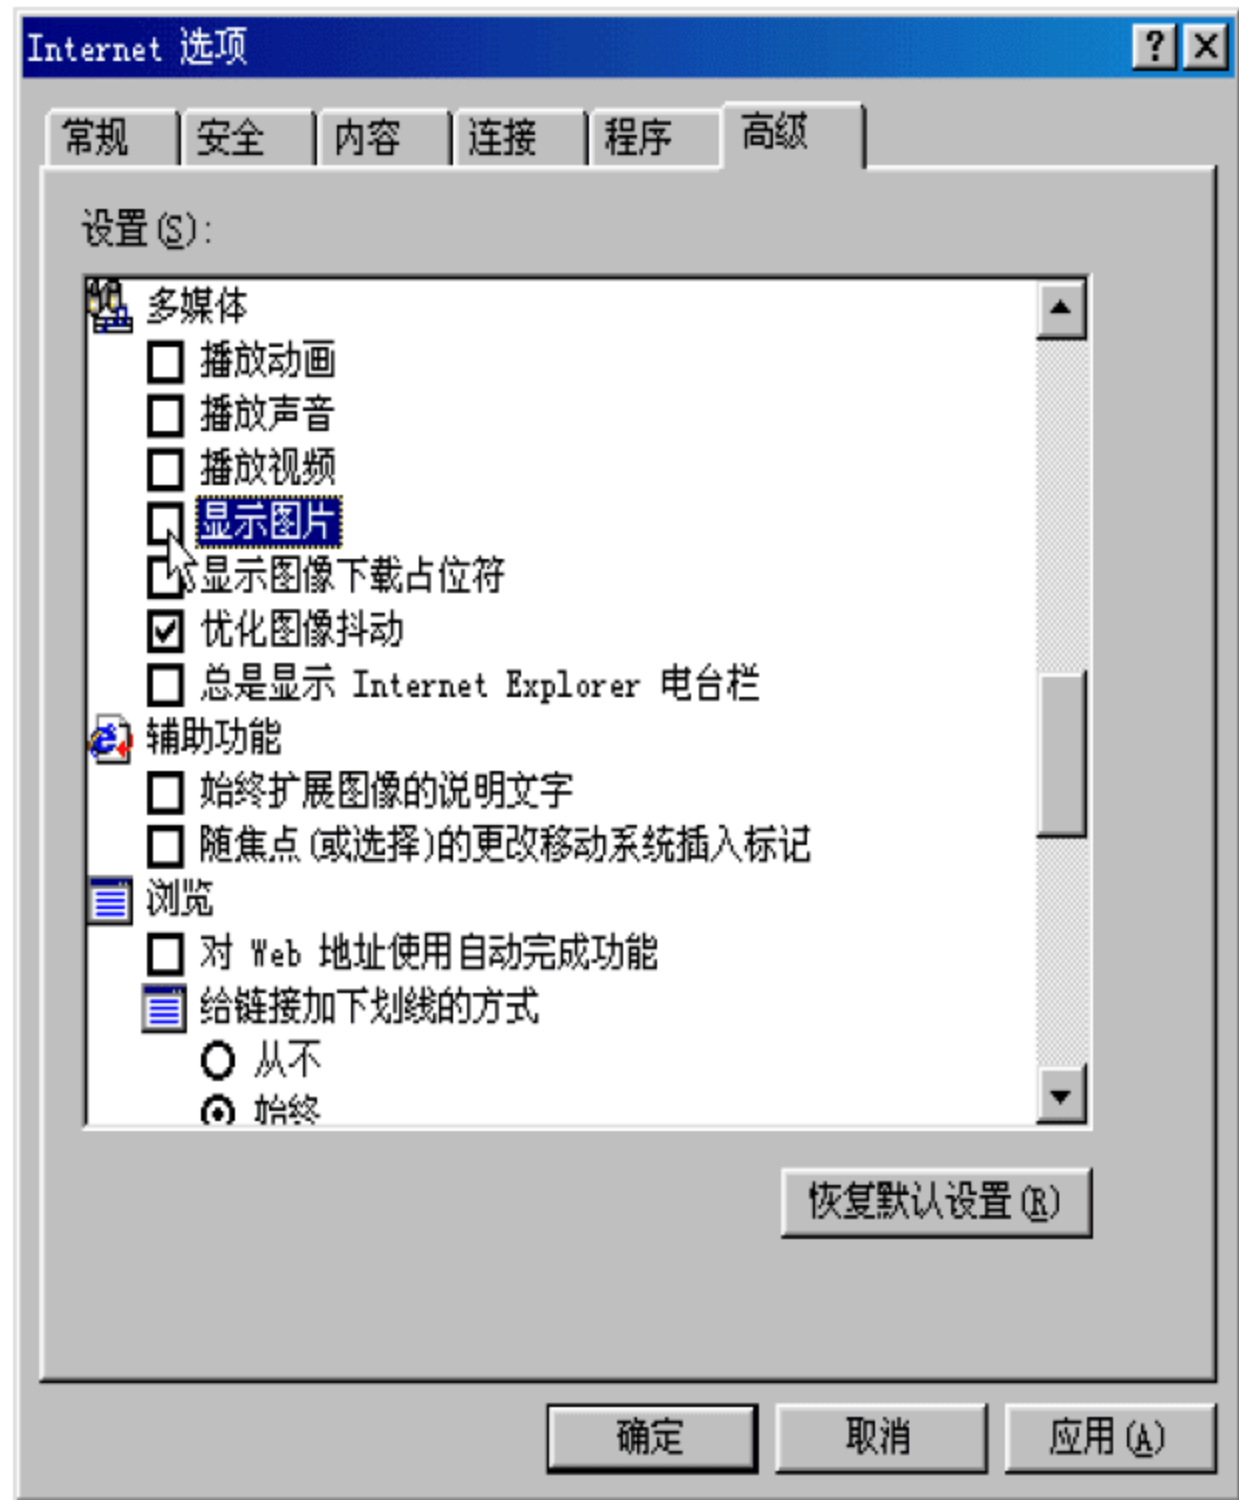 Internet 选项
常规 安全 内容 连接 程序 高级
设置(S):
多媒体
播放动画
播放声音
播放视频
显示图片
显示图像下载占位符
优化图像抖动
总是显示 Internet Explorer 电台栏
辅助功能
始终扩展图像的说明文字
随焦点(或选择)的更改移动系统插入标记
浏览
对 Web 地址使用自动完成功能
给链接加下划线的方式
从不
始终
恢复默认设置(R)
确定 取消 应用(A)